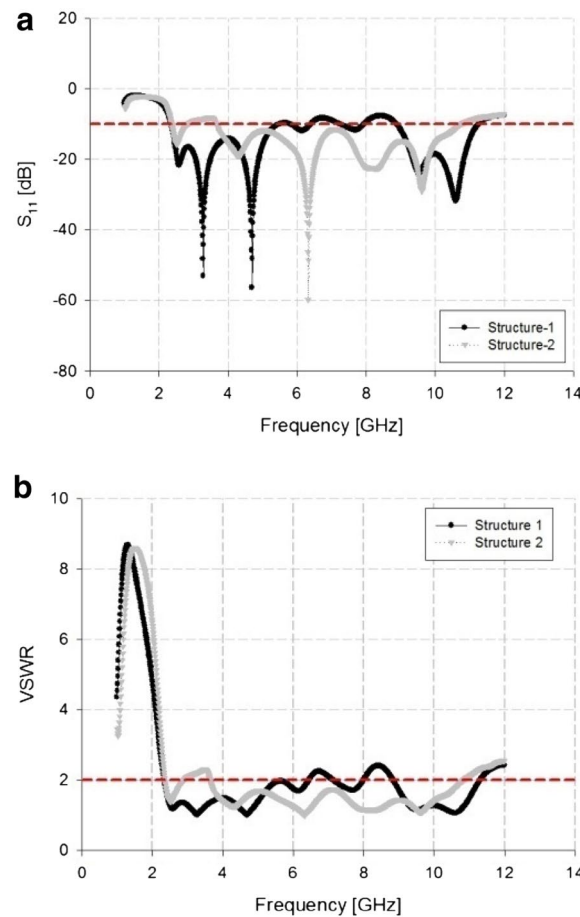 a
20
0
-20
-40
-60
-80
S11 [dB]
Structure-1
Structure-2
0 2 4 6 8 10 12 14
Frequency [GHz]
b
10
8
6
4
2
0
VSWR
Structure 1
Structure 2
0 2 4 6 8 10 12 14
Frequency [GHz]